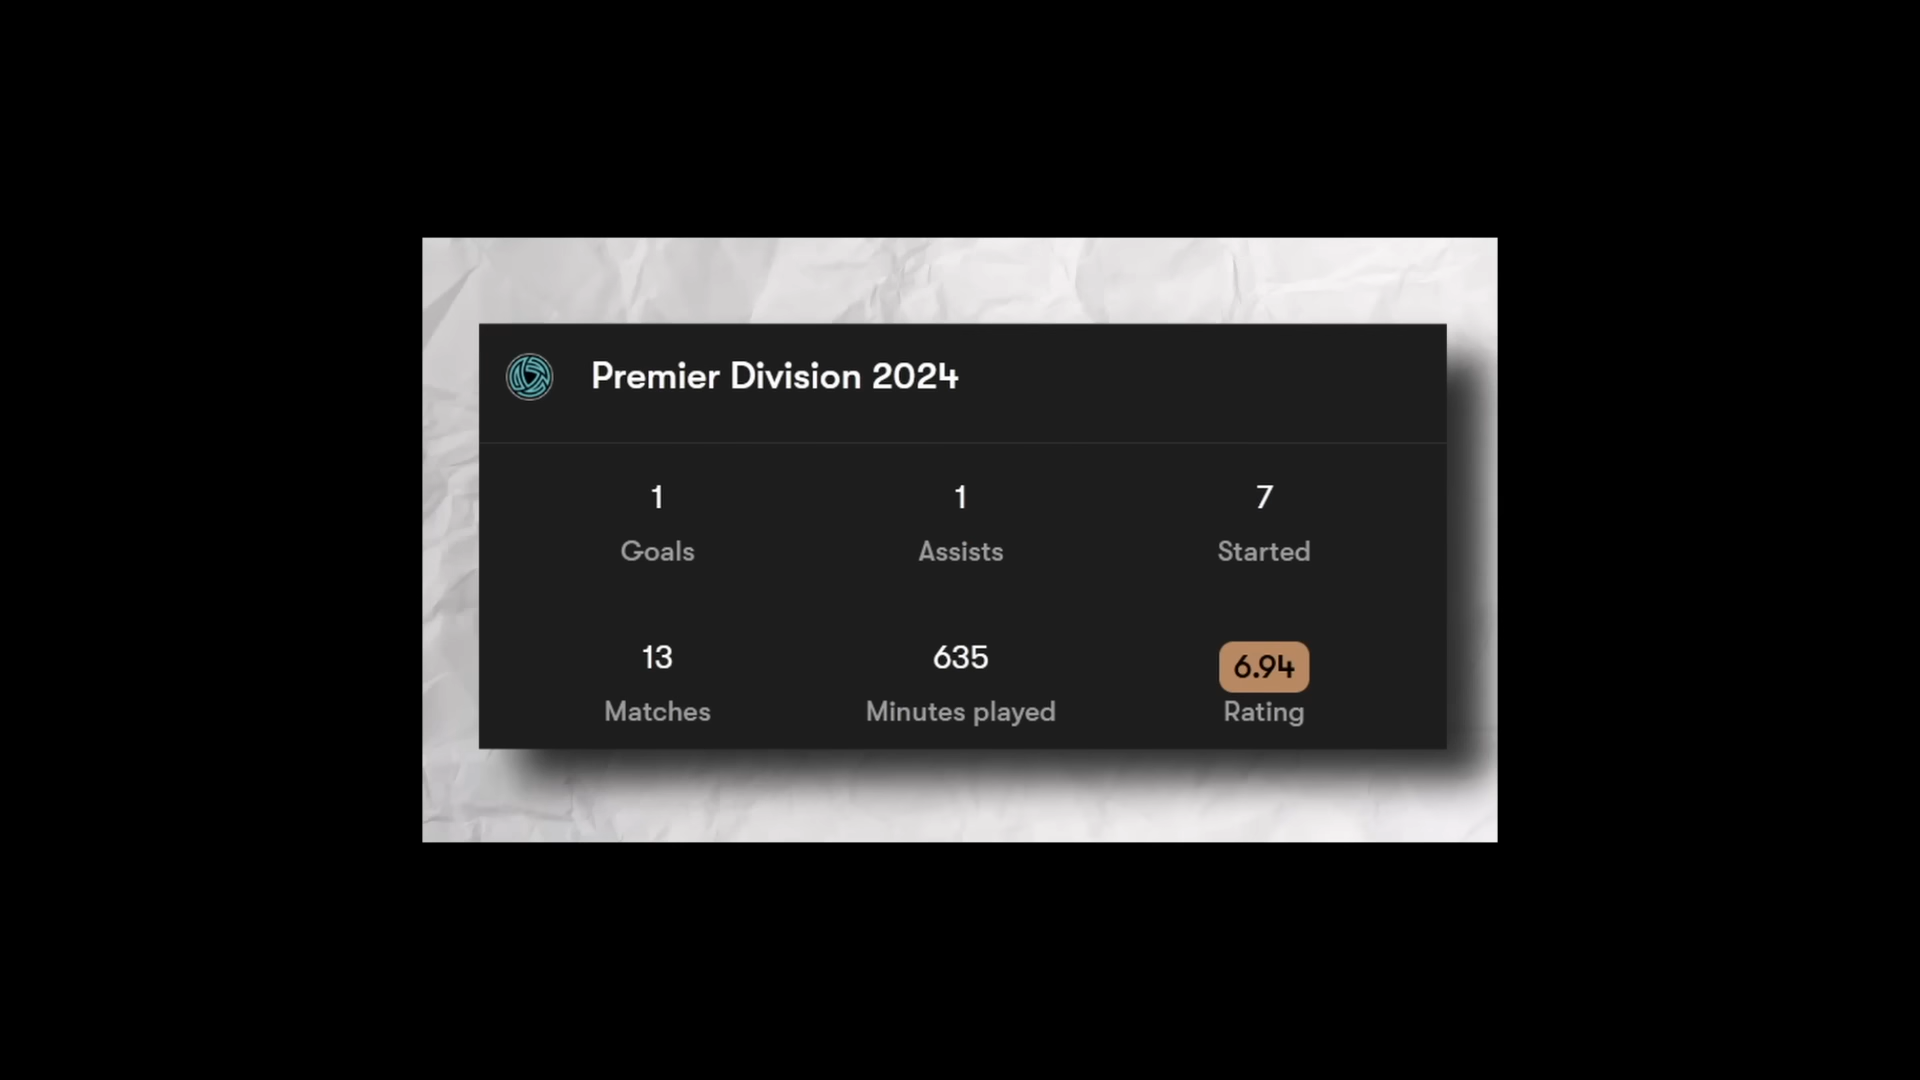 Premier Division 2024
1 1 7
Goals Assists Started
13 635 6.94
Matches Minutes played Rating